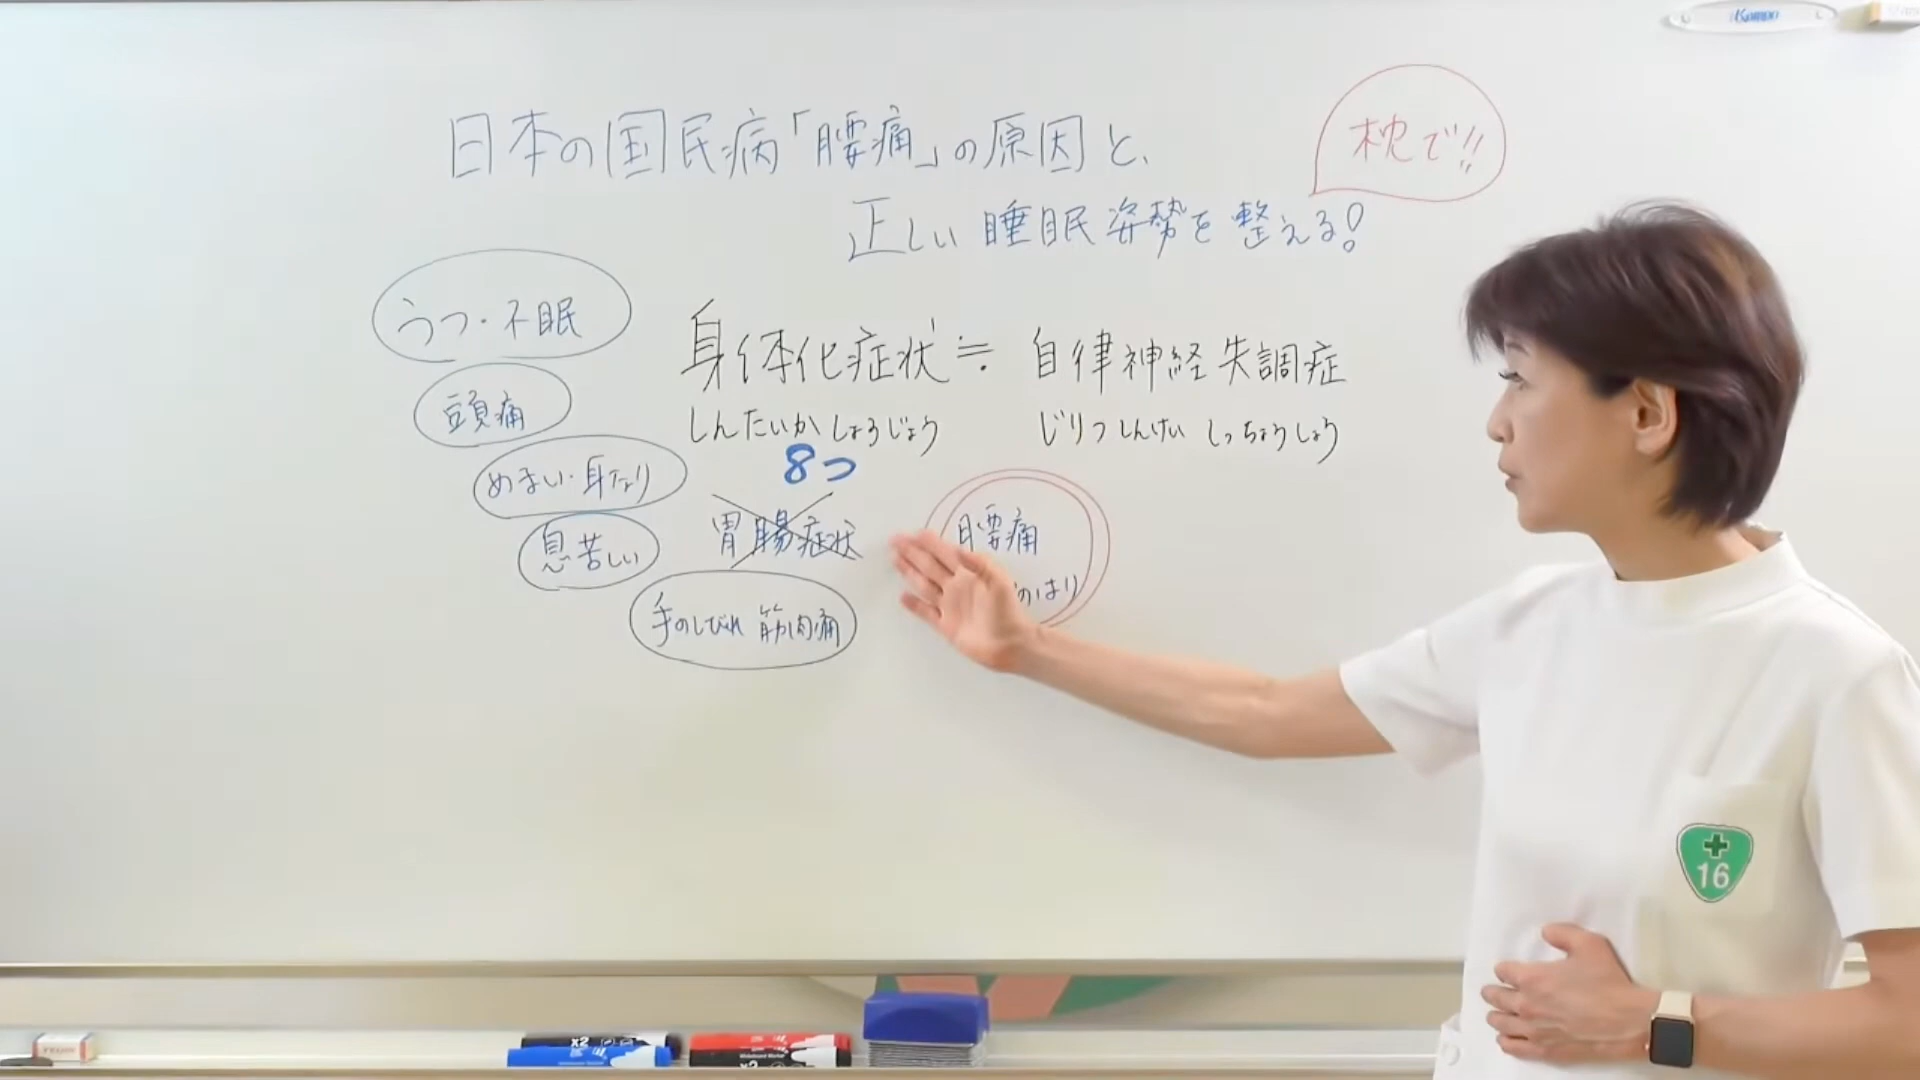 日本の国民病「腰痛」の原因と、
枕で!!
正しい睡眠姿勢を整える!
うつ・不眠
身体化症状≒自律神経失調症
しんたいかしょうじょう じりつしんけいしっちょうしょう
頭痛
8つ
めまい・耳なり
胃腸症状
腰痛
息苦しい
のはり
手のしびれ 筋肉痛
16
x2